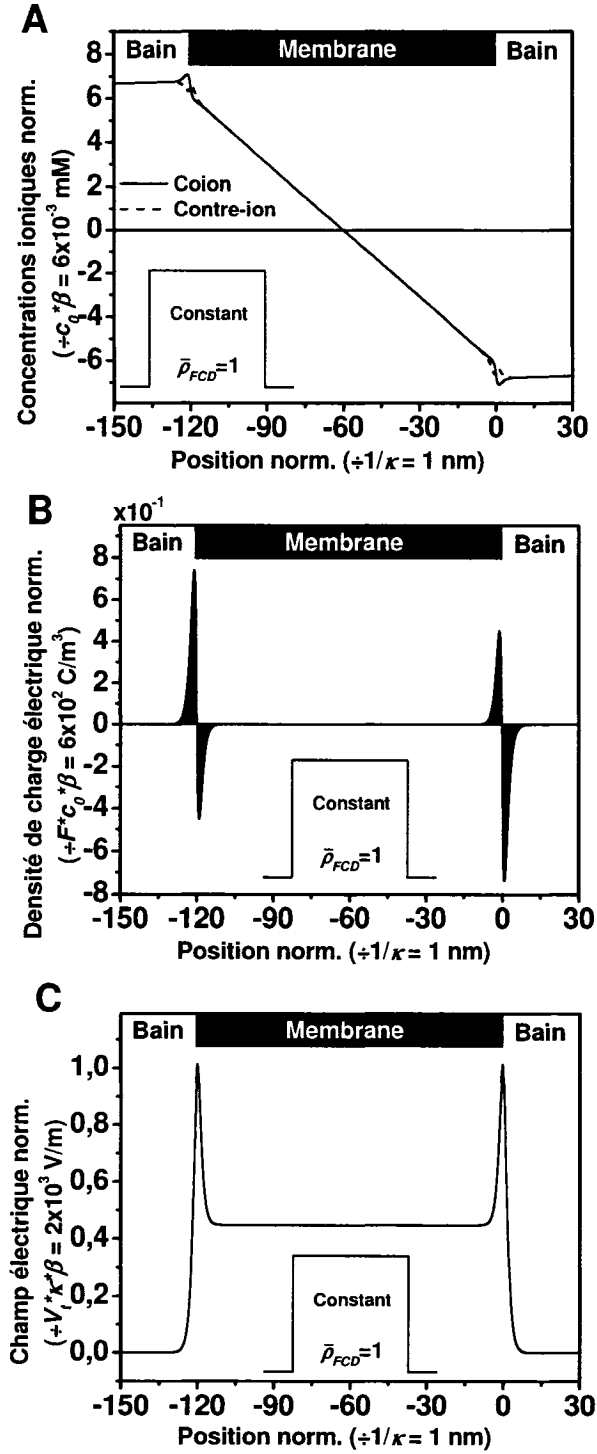 A
Bain
Membrane
Bain
8
6
4
2
0
-2
-4
-6
Concentrations ioniques norm.
(÷c₀*β = 6x10⁻³ mM)
Coion
Contre-ion
Constant
ρ̄FCD=1
-150
-120
-90
-60
-30
0
30
Position norm. (÷1/κ = 1 nm)
B
x10⁻¹
Bain
Membrane
Bain
8
6
4
2
0
-2
-4
-6
-8
Densité de charge électrique norm.
(÷F*c₀*β = 6x10² C/m³)
Constant
ρ̄FCD=1
-150
-120
-90
-60
-30
0
30
Position norm. (÷1/κ = 1 nm)
C
Bain
Membrane
Bain
1,0
0,8
0,6
0,4
0,2
0,0
Champ électrique norm.
(÷Vt*κ*β = 2x10³ V/m)
Constant
ρ̄FCD=1
-150
-120
-90
-60
-30
0
30
Position norm. (÷1/κ = 1 nm)